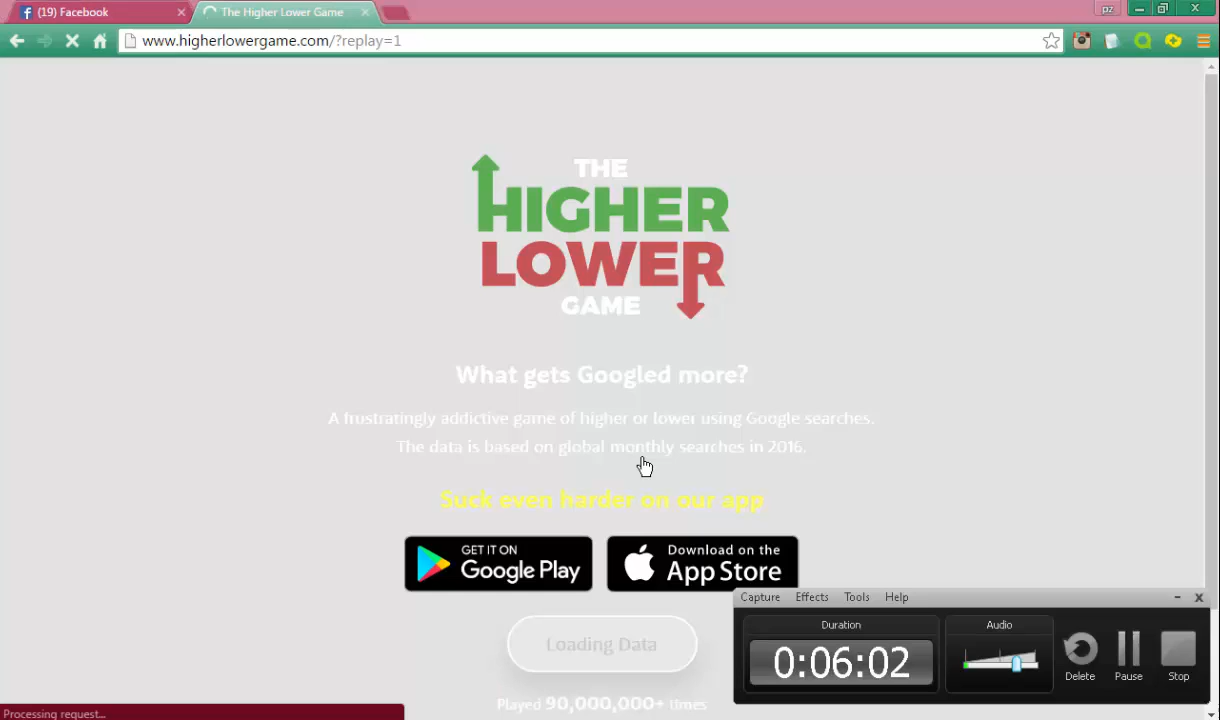 (19) Facebook
The Higher Lower Game
pz
www.higherlowergame.com/?replay=1
THE
HIGHER
LOWER
GAME
What gets Googled more?
A frustratingly addictive game of higher or lower using Google searches.
The data is based on global monthly searches in 2016.
Suck even harder on our app
GET IT ON
Google Play
Download on the
App Store
Loading Data
Played 90,000,000+ times
Capture Effects Tools Help
Duration
Audio
0:06:02
Delete
Pause
Stop
Processing request...